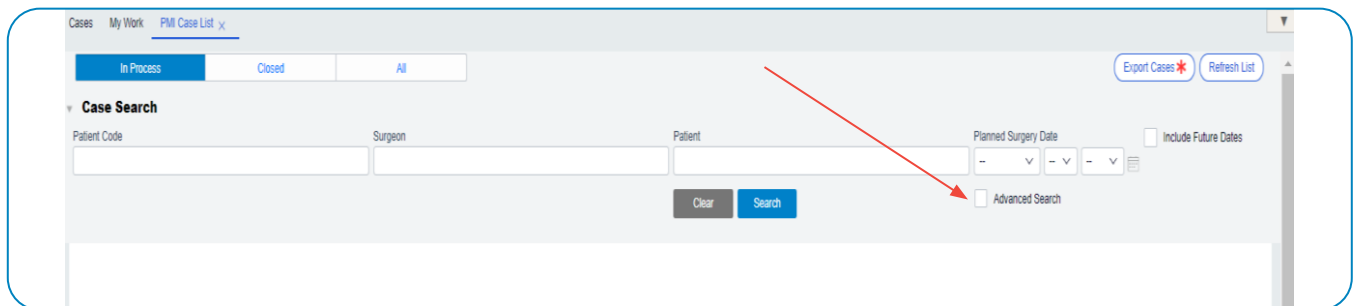 Cases My Work PMI Case List x
In Process Closed All Export Cases * Refresh List
Case Search
Patient Code Surgeon Patient Planned Surgery Date Include Future Dates
-- - -
Clear Search Advanced Search